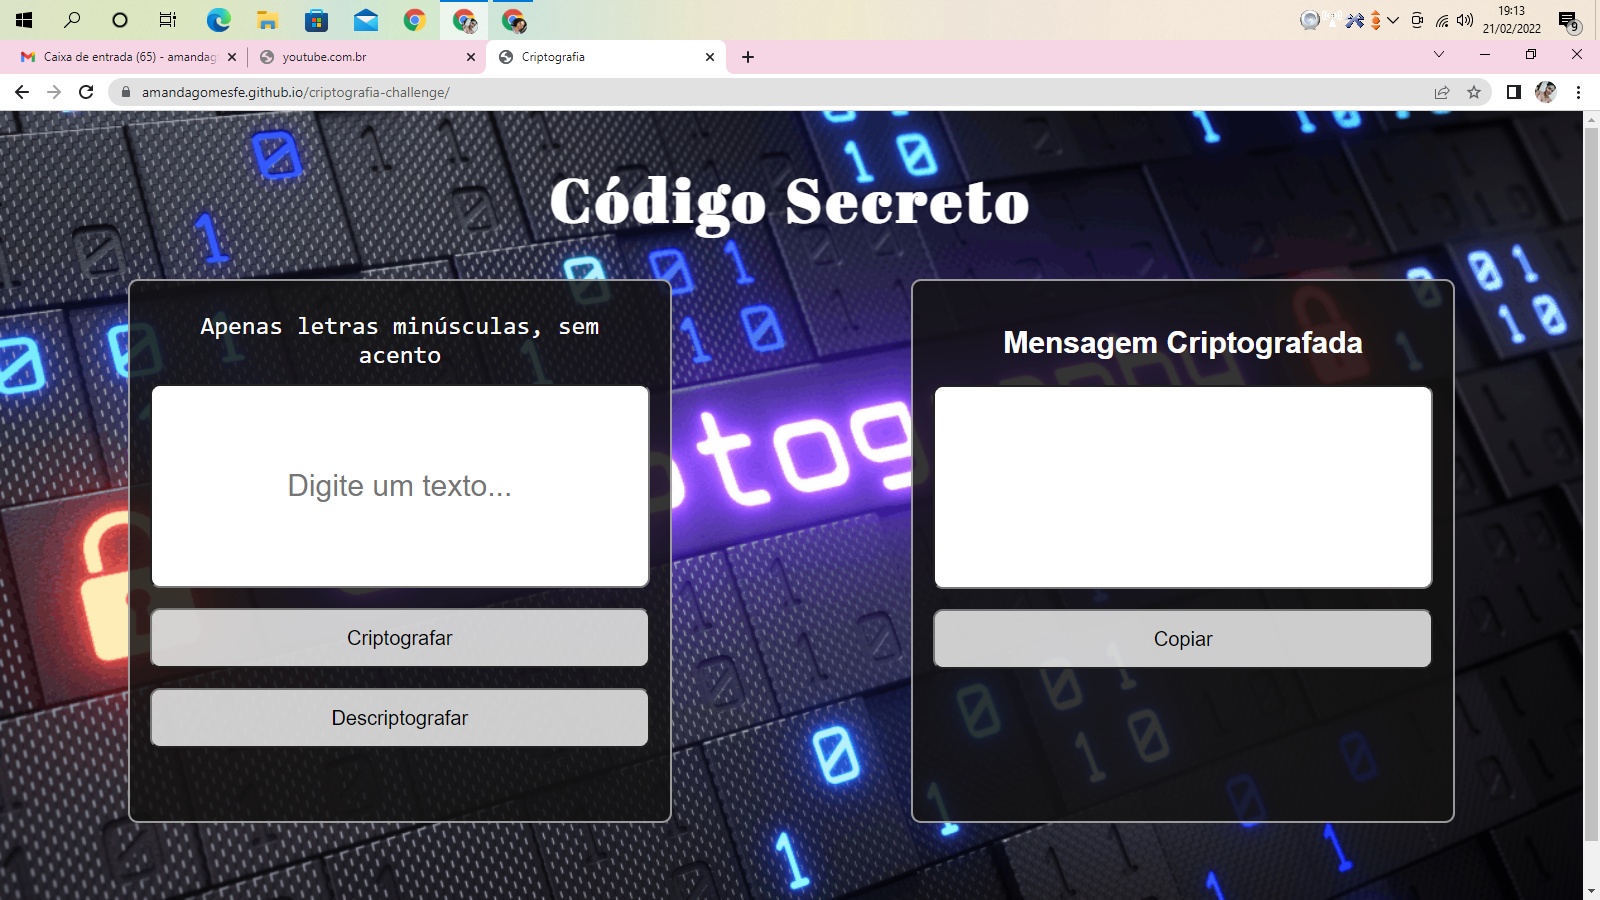 19:13
21/02/2022
9
Caixa de entrada (65) - amandag
youtube.com.br
Criptografia
amandagomesfe.github.io/criptografia-challenge/
Código Secreto
Apenas letras minúsculas, sem
acento
Digite um texto...
Criptografar
Descriptografar
Mensagem Criptografada
Copiar